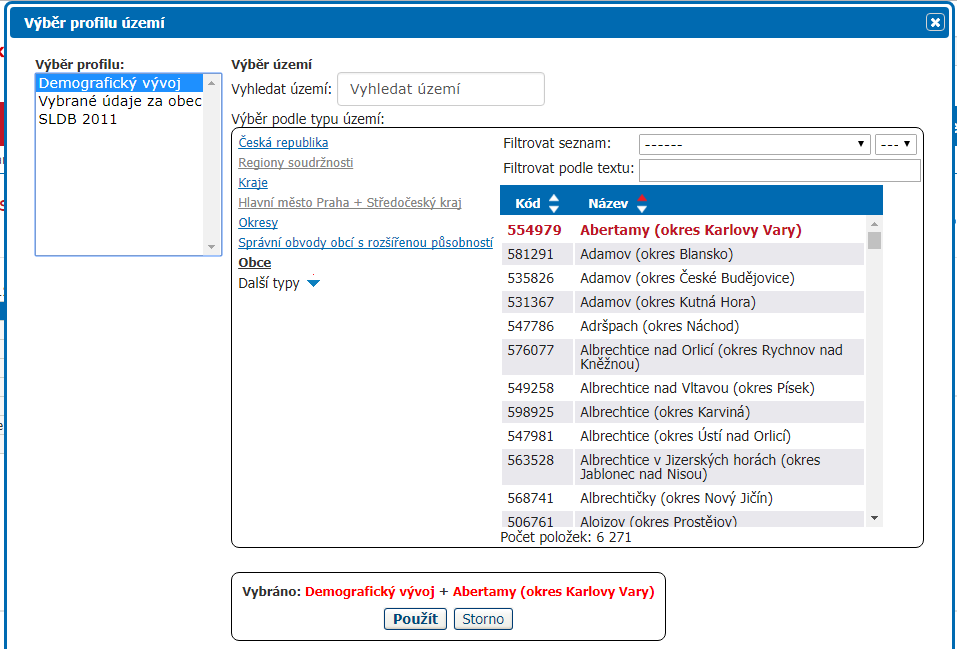 Výběr profilu území
Výběr profilu:
Demografický vývoj
Vybrané údaje za obec
SLDB 2011
Výběr území
Vyhledat území: Vyhledat území
Výběr podle typu území:
Česká republika
Regiony soudržnosti
Kraje
Hlavní město Praha + Středočeský kraj
Okresy
Správní obvody obcí s rozšířenou působností
Obce
Další typy
Filtrovat seznam: ------ ---
Filtrovat podle textu:
Kód Název
554979 Abertamy (okres Karlovy Vary)
581291 Adamov (okres Blansko)
535826 Adamov (okres České Budějovice)
531367 Adamov (okres Kutná Hora)
547786 Adršpach (okres Náchod)
576077 Albrechtice nad Orlicí (okres Rychnov nad
Kněžnou)
549258 Albrechtice nad Vltavou (okres Písek)
598925 Albrechtice (okres Karviná)
547981 Albrechtice (okres Ústí nad Orlicí)
563528 Albrechtice v Jizerských horách (okres
Jablonec nad Nisou)
568741 Albrechtičky (okres Nový Jičín)
506761 Alojzov (okres Prostějov)
Počet položek: 6 271
Vybráno: Demografický vývoj + Abertamy (okres Karlovy Vary)
Použít Storno